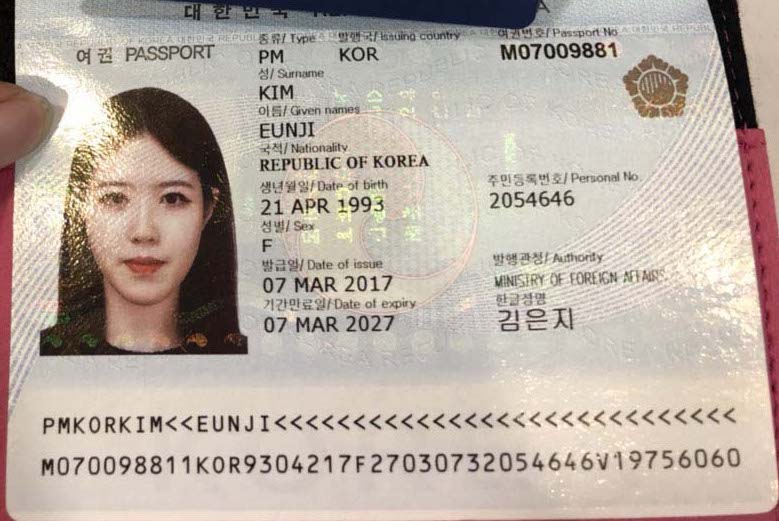 대한민국
여권 PASSPORT
종류/ Type 발행국/ Issuing country 여권번호/ Passport No
PM KOR M07009881
성/ Surname
KIM
이름/ Given names
EUNJI
국적/ Nationality
REPUBLIC OF KOREA
생년월일/ Date of birth 주민등록번호/ Personal No.
21 APR 1993 2054646
성별/ Sex
F
발급일/ Date of issue 발행관청/ Authority
07 MAR 2017 MINISTRY OF FOREIGN AFFAIRS
기간만료일/ Date of expiry 한글성명
07 MAR 2027 김은지
PMKORKIM<<EUNJI<<<<<<<<<<<<<<<<<<<<<<<<<<<<<
M070098811KOR9304217F27030732054646V19756060